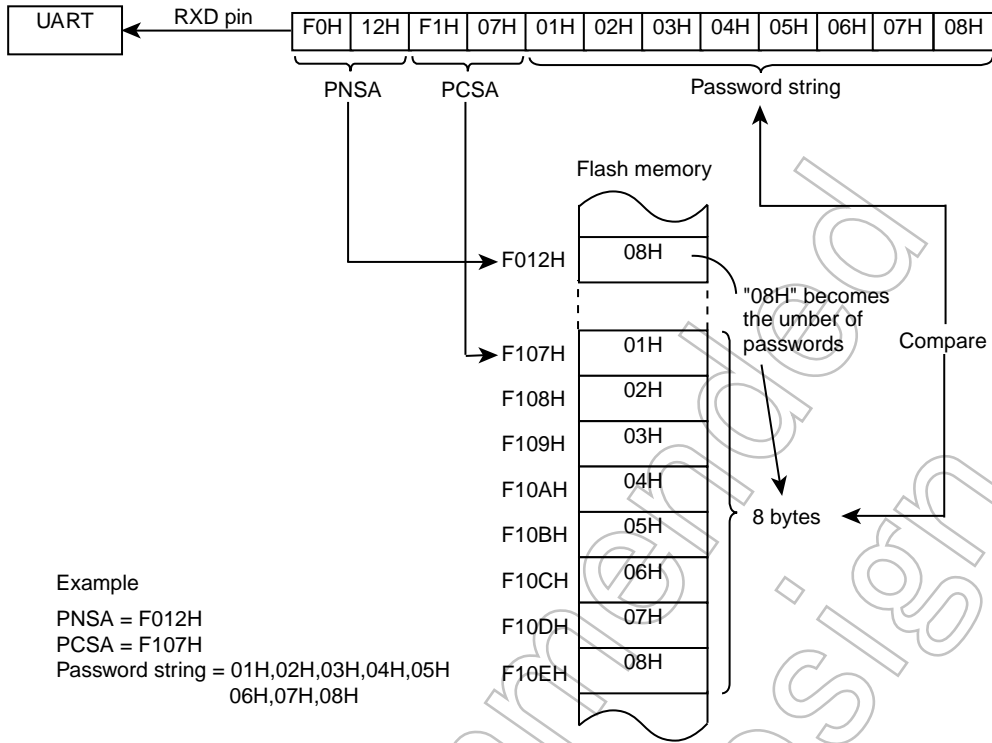 UART
RXD pin
F0H 12H F1H 07H 01H 02H 03H 04H 05H 06H 07H 08H
PNSA PCSA Password string
Flash memory
F012H 08H
"08H" becomes
the umber of
passwords
Compare
F107H 01H
F108H 02H
F109H 03H
F10AH 04H
F10BH 05H
8 bytes
F10CH 06H
F10DH 07H
F10EH 08H
Example
PNSA = F012H
PCSA = F107H
Password string = 01H,02H,03H,04H,05H
06H,07H,08H